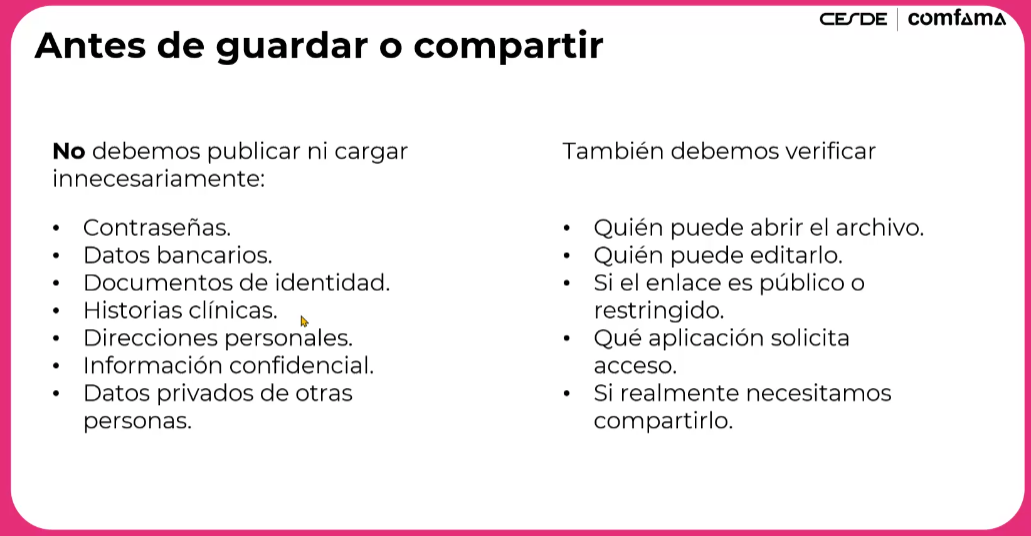 CESDE | comfama
Antes de guardar o compartir
No debemos publicar ni cargar
innecesariamente:
• Contraseñas.
• Datos bancarios.
• Documentos de identidad.
• Historias clínicas.
• Direcciones personales.
• Información confidencial.
• Datos privados de otras
personas.
También debemos verificar
• Quién puede abrir el archivo.
• Quién puede editarlo.
• Si el enlace es público o
restringido.
• Qué aplicación solicita
acceso.
• Si realmente necesitamos
compartirlo.